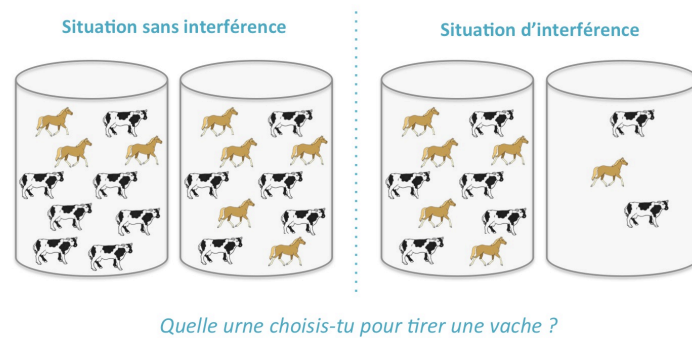 Situation sans interférence
Situation d’interférence
Quelle urne choisis-tu pour tirer une vache ?